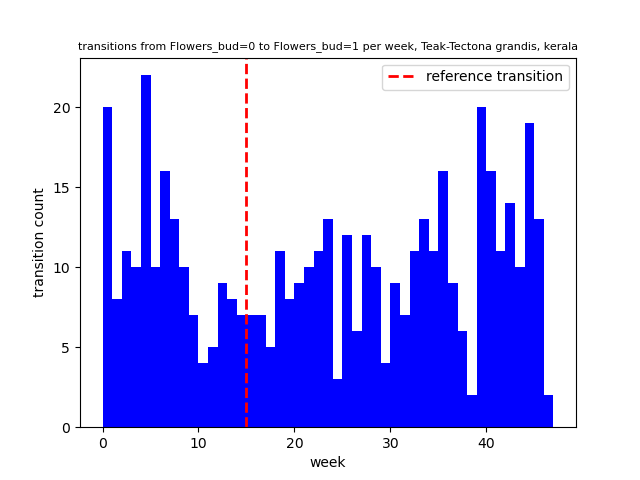 transitions from Flowers_bud=0 to Flowers_bud=1 per week, Teak-Tectona grandis, kerala
reference transition
transition count
20
15
10
5
0
0 10 20 30 40
week